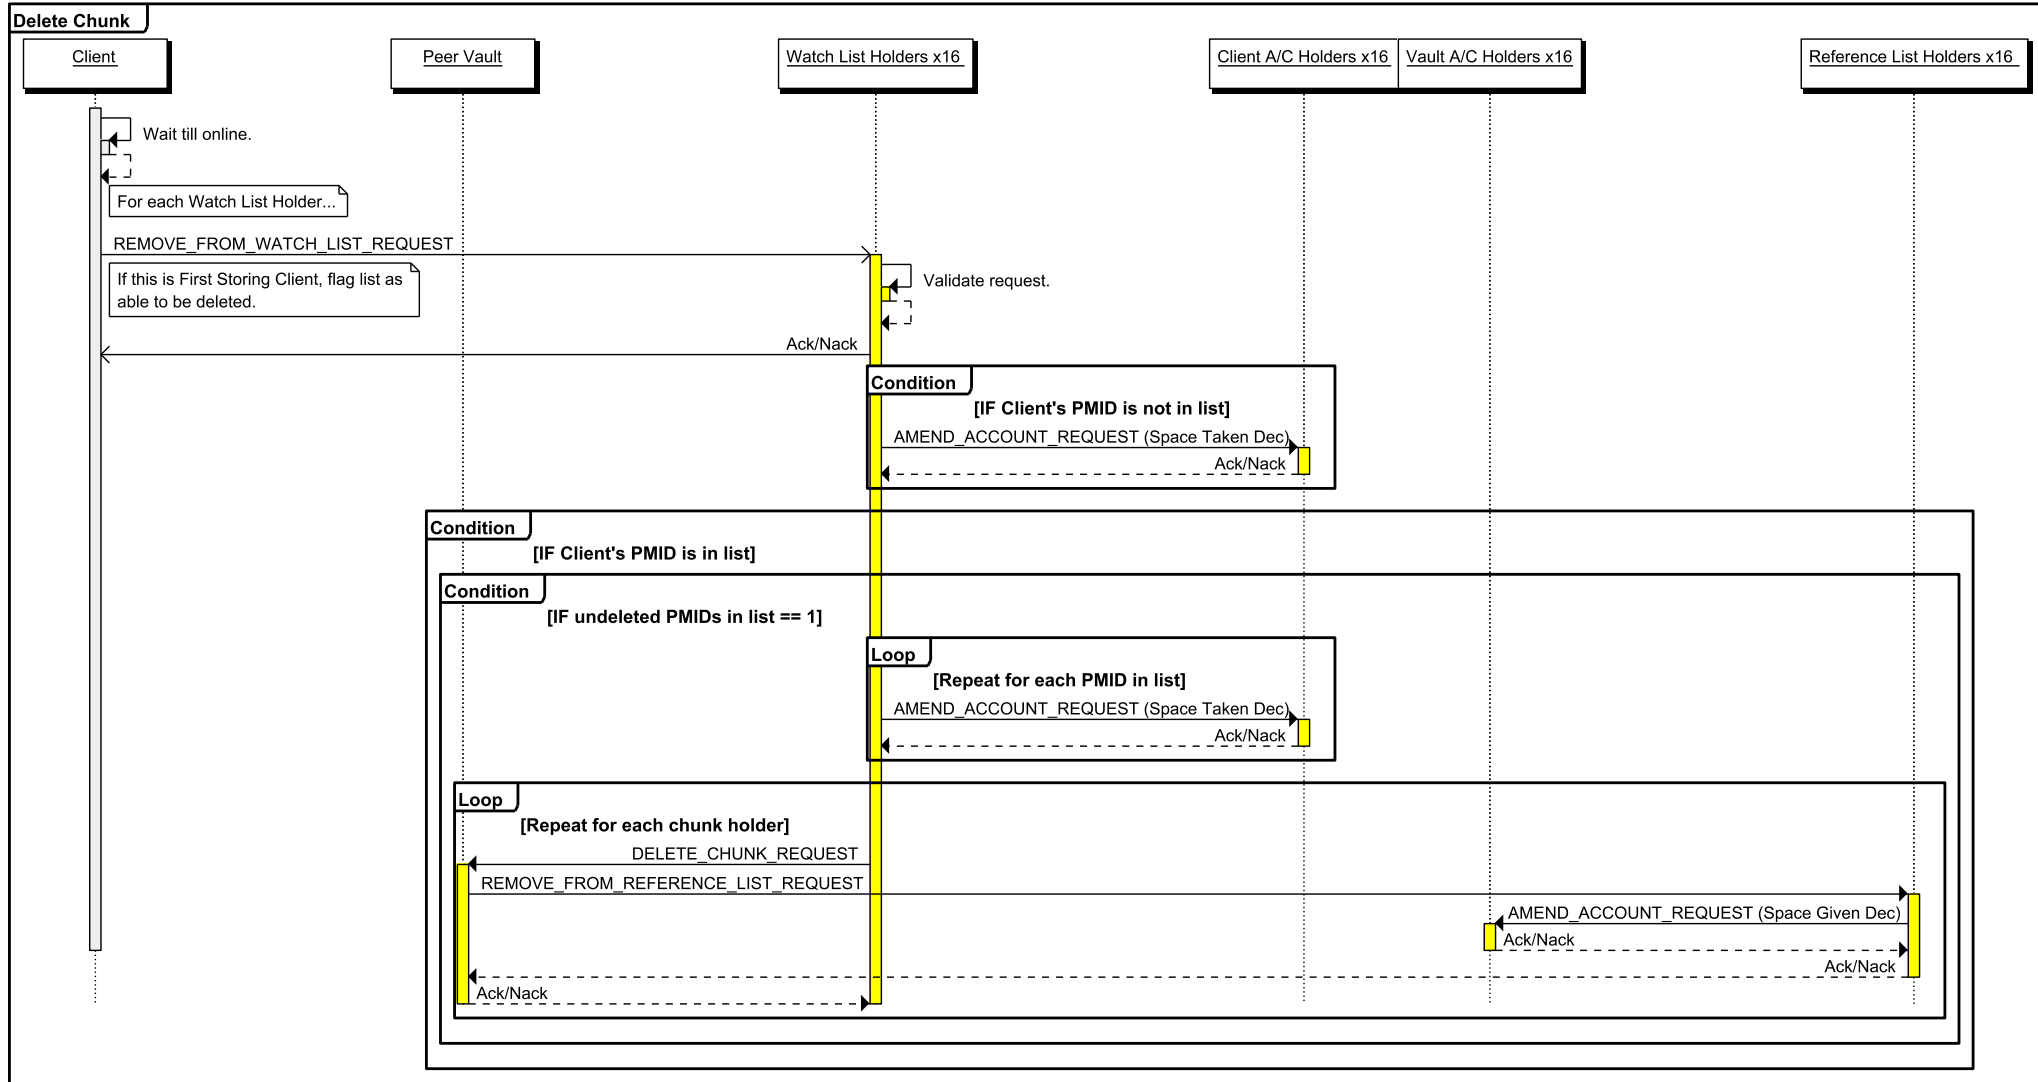 Delete Chunk
Client
Peer Vault
Watch List Holders x16
Client A/C Holders x16
Vault A/C Holders x16
Reference List Holders x16
Wait till online.
For each Watch List Holder...
REMOVE_FROM_WATCH_LIST_REQUEST
If this is First Storing Client, flag list as
able to be deleted.
Validate request.
Ack/Nack
Condition
[IF Client's PMID is not in list]
AMEND_ACCOUNT_REQUEST (Space Taken Dec)
Ack/Nack
Condition
[IF Client's PMID is in list]
Condition
[IF undeleted PMIDs in list == 1]
Loop
[Repeat for each PMID in list]
AMEND_ACCOUNT_REQUEST (Space Taken Dec)
Ack/Nack
Loop
[Repeat for each chunk holder]
DELETE_CHUNK_REQUEST
REMOVE_FROM_REFERENCE_LIST_REQUEST
AMEND_ACCOUNT_REQUEST (Space Given Dec)
Ack/Nack
Ack/Nack
Ack/Nack